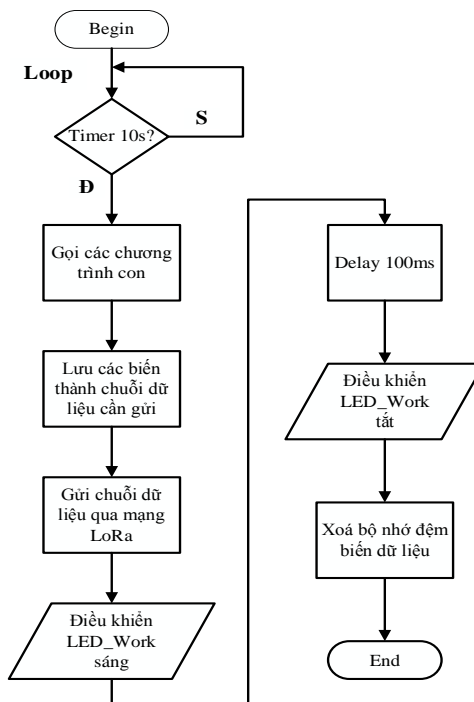 Begin
Loop
Timer 10s?
S
Đ
Gọi các chương
trình con
Lưu các biến
thành chuỗi dữ
liệu cần gửi
Gửi chuỗi dữ
liệu qua mạng
LoRa
Điều khiển
LED_Work
sáng
Delay 100ms
Điều khiển
LED_Work
tắt
Xoá bộ nhớ đệm
biến dữ liệu
End